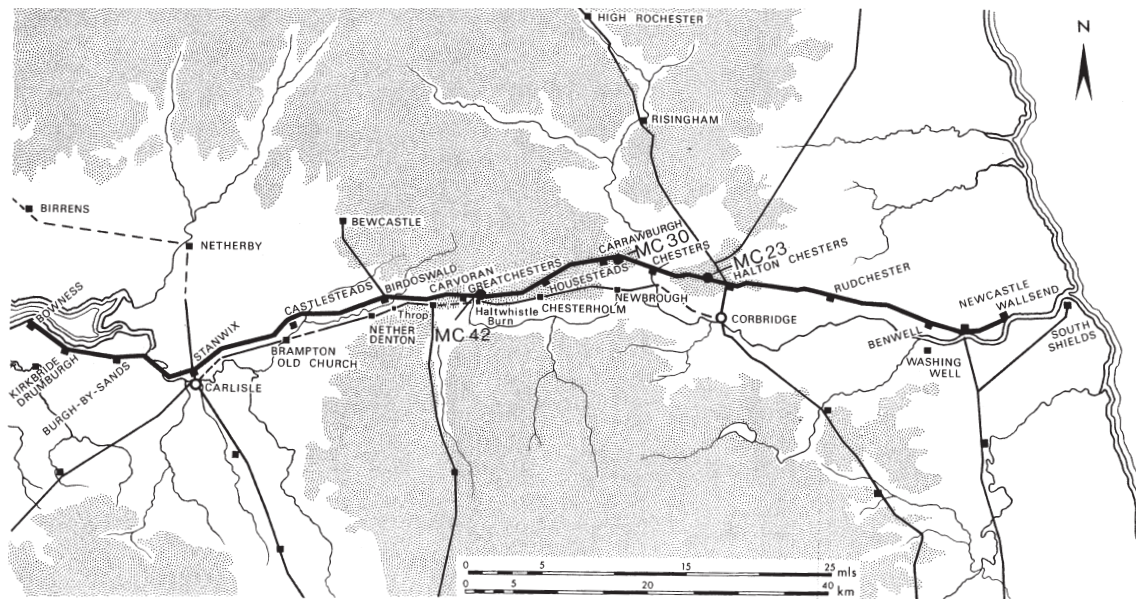 HIGH ROCHESTER
N
RISINGHAM
BIRRENS
BEWCASTLE
NETHERBY
CARRAWBURGH
MC 30
CHESTERS
MC 23
HALTON CHESTERS
BOWNESS
CASTLESTEADS
BIRDOSWALD
CARVORAN
GREATCHESTERS
HOUSESTEADS
RUDCHESTER
NEWCASTLE
WALLSEND
STANWIX
Throp
Haltwhistle
Burn
CHESTERHOLM
NEWBROUGH
CORBRIDGE
NETHER
DENTON
MC 42
BENWELL
SOUTH
SHIELDS
BRAMPTON
OLD CHURCH
WASHING
WELL
KIRKBRIDE
DRUMBURGH
BURGH-BY-SANDS
CARLISLE
0 5 15 25 mls
0 5 20 40 km